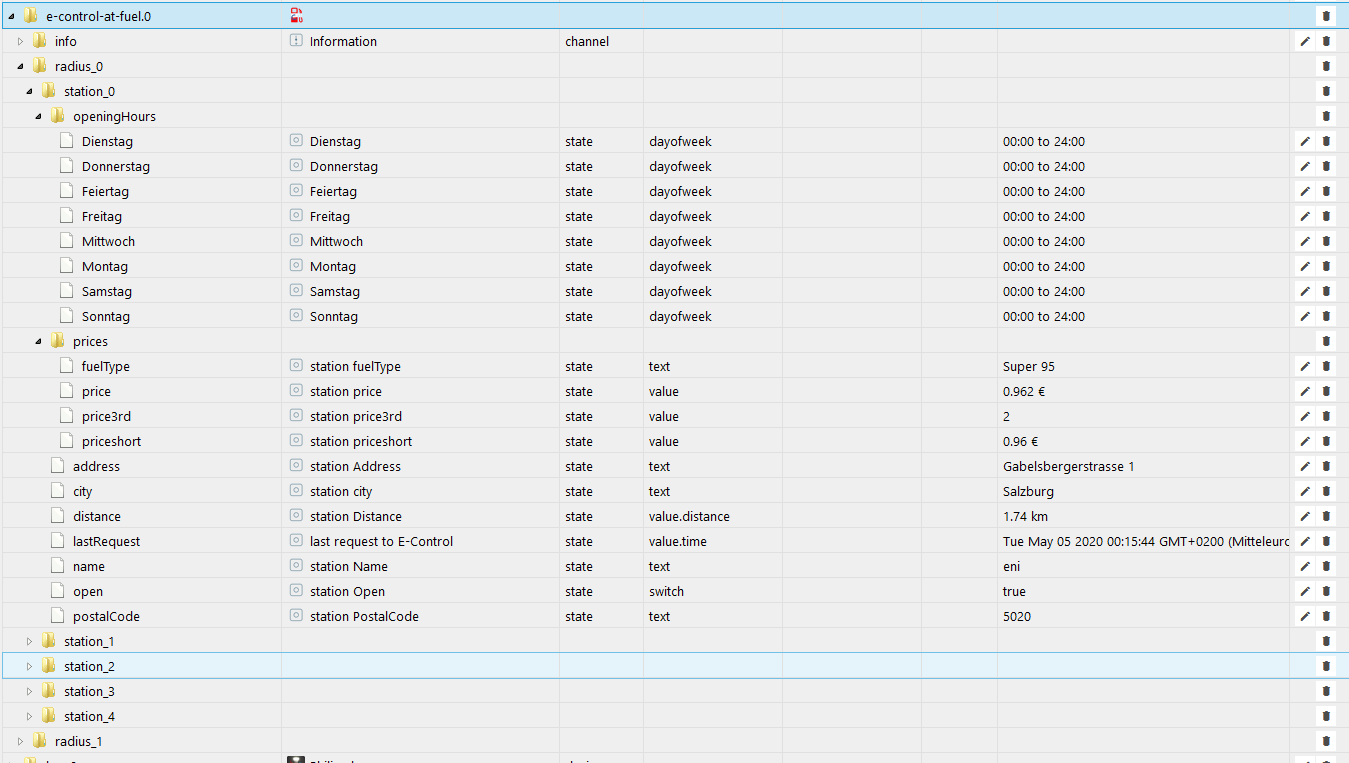 e-control-at-fuel.0
info Information channel
radius_0
station_0
openingHours
Dienstag Dienstag state dayofweek 00:00 to 24:00
Donnerstag Donnerstag state dayofweek 00:00 to 24:00
Feiertag Feiertag state dayofweek 00:00 to 24:00
Freitag Freitag state dayofweek 00:00 to 24:00
Mittwoch Mittwoch state dayofweek 00:00 to 24:00
Montag Montag state dayofweek 00:00 to 24:00
Samstag Samstag state dayofweek 00:00 to 24:00
Sonntag Sonntag state dayofweek 00:00 to 24:00
prices
fuelType station fuelType state text Super 95
price station price state value 0.962 €
price3rd station price3rd state value 2
priceshort station priceshort state value 0.96 €
address station Address state text Gabelsbergerstrasse 1
city station city state text Salzburg
distance station Distance state value.distance 1.74 km
lastRequest last request to E-Control state value.time Tue May 05 2020 00:15:44 GMT+0200 (Mitteleurc
name station Name state text eni
open station Open state switch true
postalCode station PostalCode state text 5020
station_1
station_2
station_3
station_4
radius_1